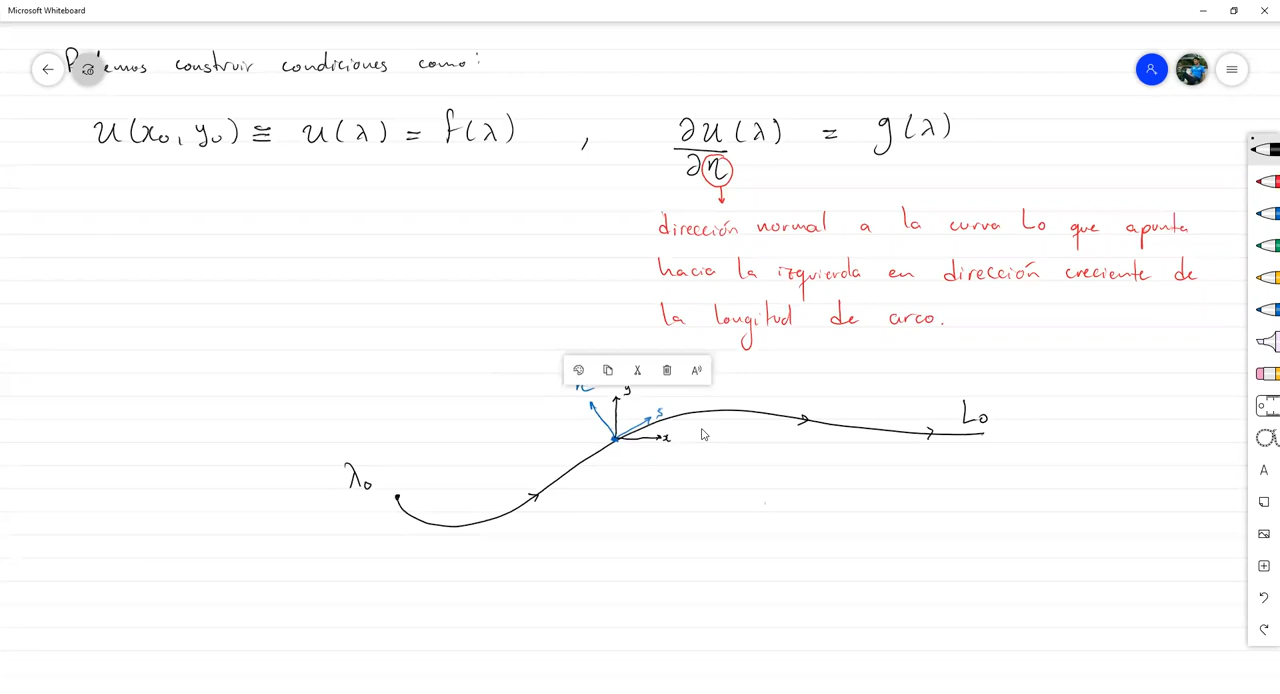 Microsoft Whiteboard
Podemos construir condiciones como:
u(x₀, y₀) ≅ u(λ) = f(λ) , ∂u/∂η (λ) = g(λ)
dirección normal a la curva L₀ que apunta
hacia la izquierda en dirección creciente de
la longitud de arco.
y
s
x
L₀
λ₀